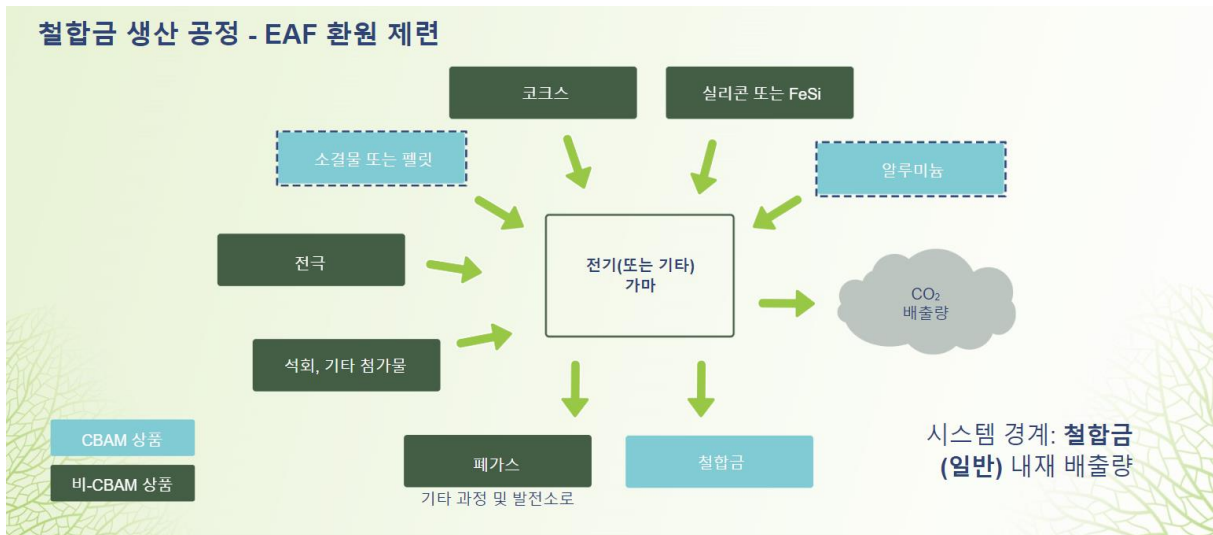 철합금 생산 공정 - EAF 환원 제련
코크스
실리콘 또는 FeSi
소결물 또는 펠릿
알루미늄
전극
전기(또는 기타)
가마
CO₂
배출량
석회, 기타 첨가물
CBAM 상품
비-CBAM 상품
폐가스
기타 과정 및 발전소로
철합금
시스템 경계: 철합금
(일반) 내재 배출량